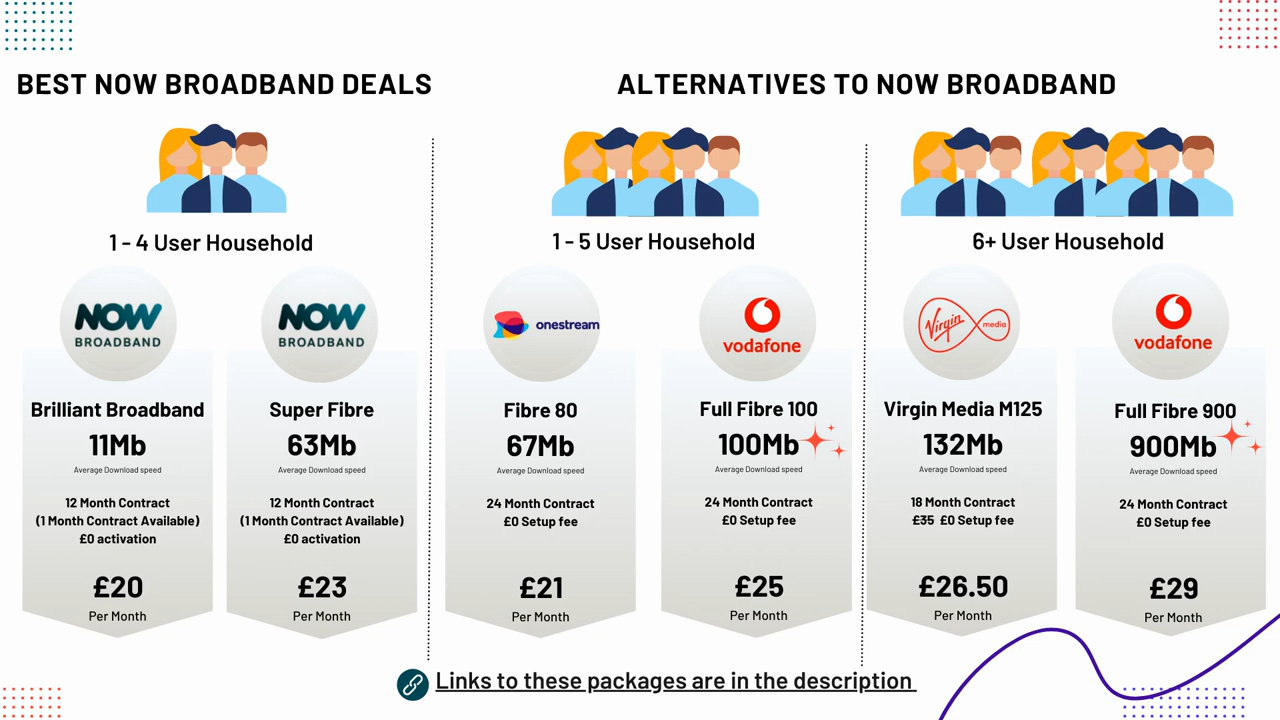 BEST NOW BROADBAND DEALS
1 - 4 User Household
NOW
BROADBAND
Brilliant Broadband
11Mb
Average Download speed
12 Month Contract
(1 Month Contract Available)
£0 activation
£20
Per Month
NOW
BROADBAND
Super Fibre
63Mb
Average Download speed
12 Month Contract
(1 Month Contract Available)
£0 activation
£23
Per Month
ALTERNATIVES TO NOW BROADBAND
1 - 5 User Household
onestream
Fibre 80
67Mb
Average Download speed
24 Month Contract
£0 Setup fee
£21
Per Month
vodafone
Full Fibre 100
100Mb
Average Download speed
24 Month Contract
£0 Setup fee
£25
Per Month
6+ User Household
Virgin media
Virgin Media M125
132Mb
Average Download speed
18 Month Contract
£35 £0 Setup fee
£26.50
Per Month
vodafone
Full Fibre 900
900Mb
Average Download speed
24 Month Contract
£0 Setup fee
£29
Per Month
Links to these packages are in the description